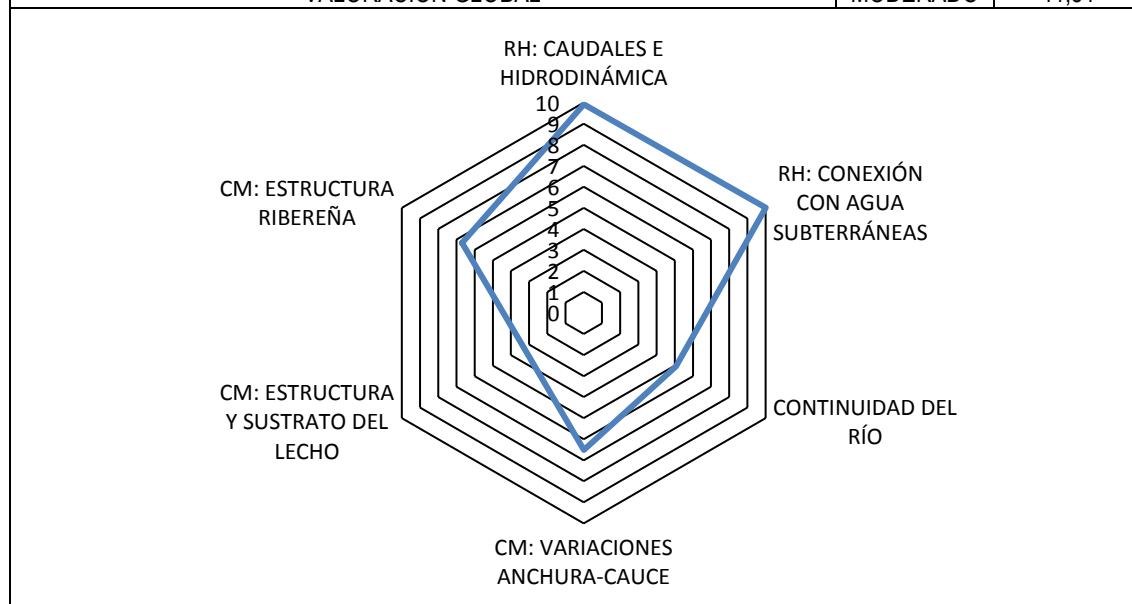 RH: CAUDALES E
HIDRODINÁMICA
10
9
8
7
6
5
4
3
2
1
0
RH: CONEXIÓN
CON AGUA
SUBTERRÁNEAS
CONTINUIDAD DEL
RÍO
CM: VARIACIONES
ANCHURA-CAUCE
CM: ESTRUCTURA
Y SUSTRATO DEL
LECHO
CM: ESTRUCTURA
RIBEREÑA